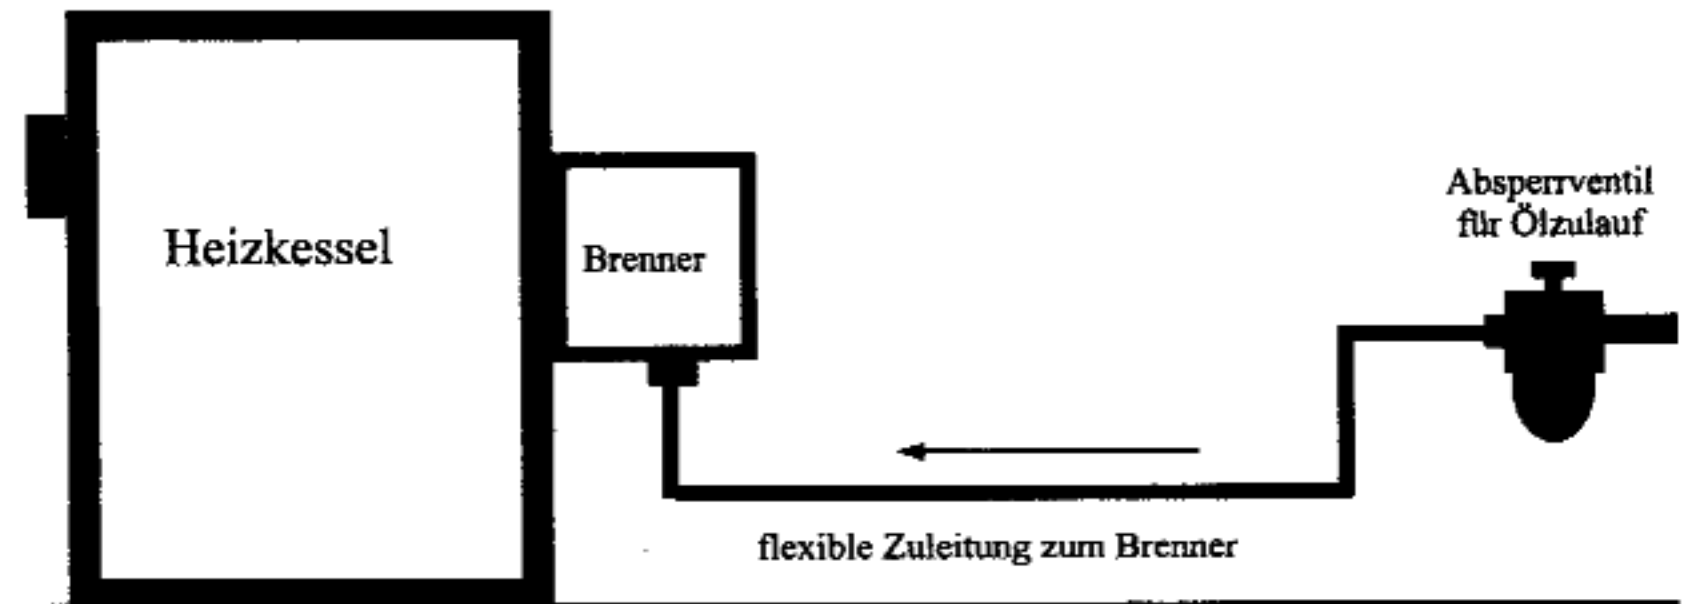 Heizkessel
Brenner
Absperrventil
für Ölzulauf
flexible Zuleitung zum Brenner